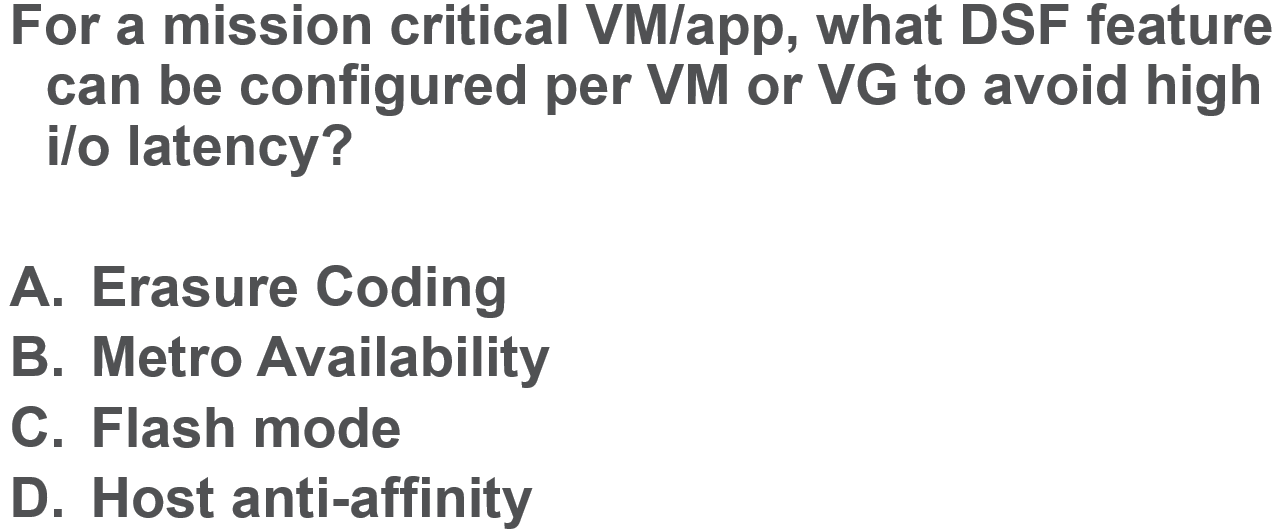 For a mission critical VM/app, what DSF feature
can be configured per VM or VG to avoid high
i/o latency?
A. Erasure Coding
B. Metro Availability
C. Flash mode
D. Host anti-affinity